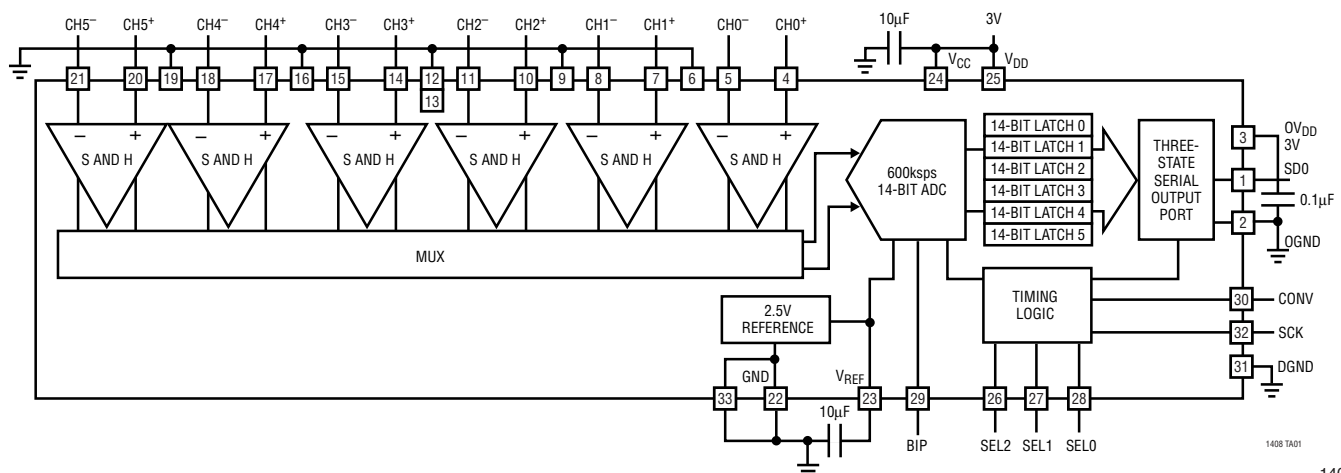 CH5– CH5+ CH4– CH4+ CH3– CH3+ CH2– CH2+ CH1– CH1+ CH0– CH0+ 10µF 3V
21 20 19 18 17 16 15 14 12 11 10 9 8 7 6 5 4 24 VCC 25 VDD
13
– + – + – + – + – + – +
S AND H S AND H S AND H S AND H S AND H S AND H
MUX
600ksps
14-BIT ADC
14-BIT LATCH 0
14-BIT LATCH 1
14-BIT LATCH 2
14-BIT LATCH 3
14-BIT LATCH 4
14-BIT LATCH 5
THREE-
STATE
SERIAL
OUTPUT
PORT
3 OVDD
3V
1 SD0
0.1µF
2
OGND
2.5V
REFERENCE
TIMING
LOGIC
30 CONV
32 SCK
31 DGND
GND VREF
33 22 23 29 26 27 28
10µF
BIP SEL2 SEL1 SEL0
1408 TA01